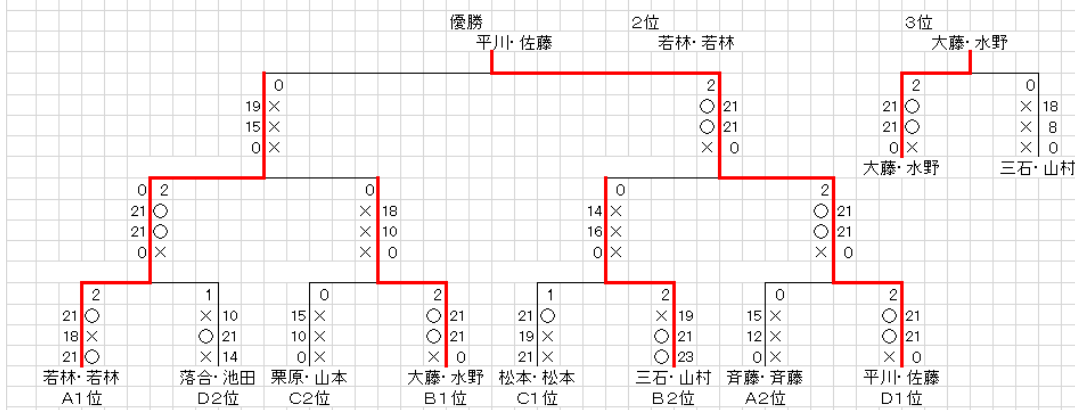 優勝 2位 3位
平川・佐藤 若林・若林 大藤・水野
0 2 2 0
19 × ○ 21 21 ○ × 18
15 × ○ 21 21 ○ × 8
0 × × 0 0 × × 0
大藤・水野 三石・山村
0 2 0 0 2
21 ○ × 18 14 × ○ 21
21 ○ × 10 16 × ○ 21
0 × × 0 0 × × 0
2 1 0 2 1 2 0 2
21 ○ × 10 15 × ○ 21 21 ○ × 19 15 × ○ 21
18 × ○ 21 10 × ○ 21 19 × ○ 21 12 × ○ 21
21 ○ × 14 0 × × 0 21 × ○ 23 0 × × 0
若林・若林 落合・池田 栗原・山本 大藤・水野 松本・松本 三石・山村 斉藤・斉藤 平川・佐藤
A1位 D2位 C2位 B1位 C1位 B2位 A2位 D1位